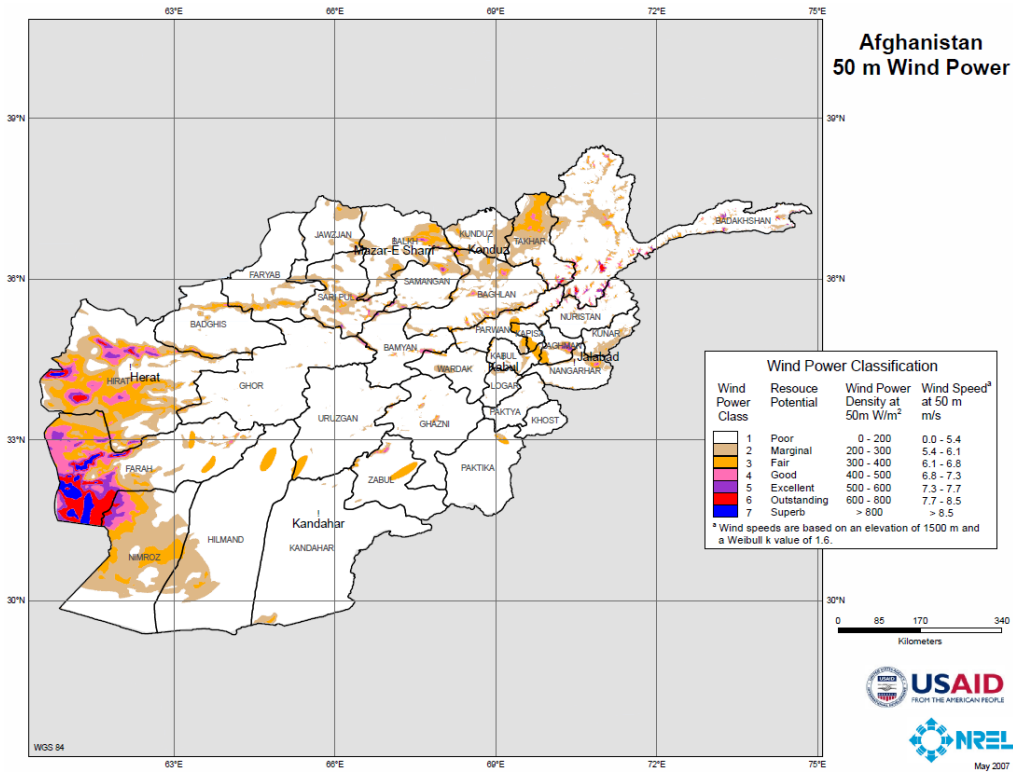 63°E 66°E 69°E 72°E 75°E
Afghanistan
50 m Wind Power
39°N 39°N
BADAKHSHAN
JAWZJAN
BALKH
KUNDUZ
TAKHAR
Mazar-E Sharif
Konduz
36°N 36°N
FARYAB
SAMANGAN
SARI PUL
BAGHLAN
NURISTAN
BADGHIS
PARWAN
KAPISA
KUNAR
LAGHMAN
BAMYAN
KABUL
Jalabad
Kabul
WARDAK
NANGARHAR
HIRAT
Herat
GHOR
LOGAR
PAKTYA
URUZGAN
GHAZNI
KHOST
33°N 33°N
FARAH
PAKTIKA
ZABUL
Kandahar
HILMAND
KANDAHAR
NIMROZ
30°N 30°N
Wind Power Classification
Wind Resouce Wind Power Wind Speedᵃ
Power Potential Density at at 50 m
Class 50m W/m² m/s
1 Poor 0 - 200 0.0 - 5.4
2 Marginal 200 - 300 5.4 - 6.1
3 Fair 300 - 400 6.1 - 6.8
4 Good 400 - 500 6.8 - 7.3
5 Excellent 500 - 600 7.3 - 7.7
6 Outstanding 600 - 800 7.7 - 8.5
7 Superb > 800 > 8.5
ᵃ Wind speeds are based on an elevation of 1500 m and
a Weibull k value of 1.6.
0 85 170 340
Kilometers
USAID
FROM THE AMERICAN PEOPLE
NREL
WGS 84
63°E 66°E 69°E 72°E 75°E
May 2007